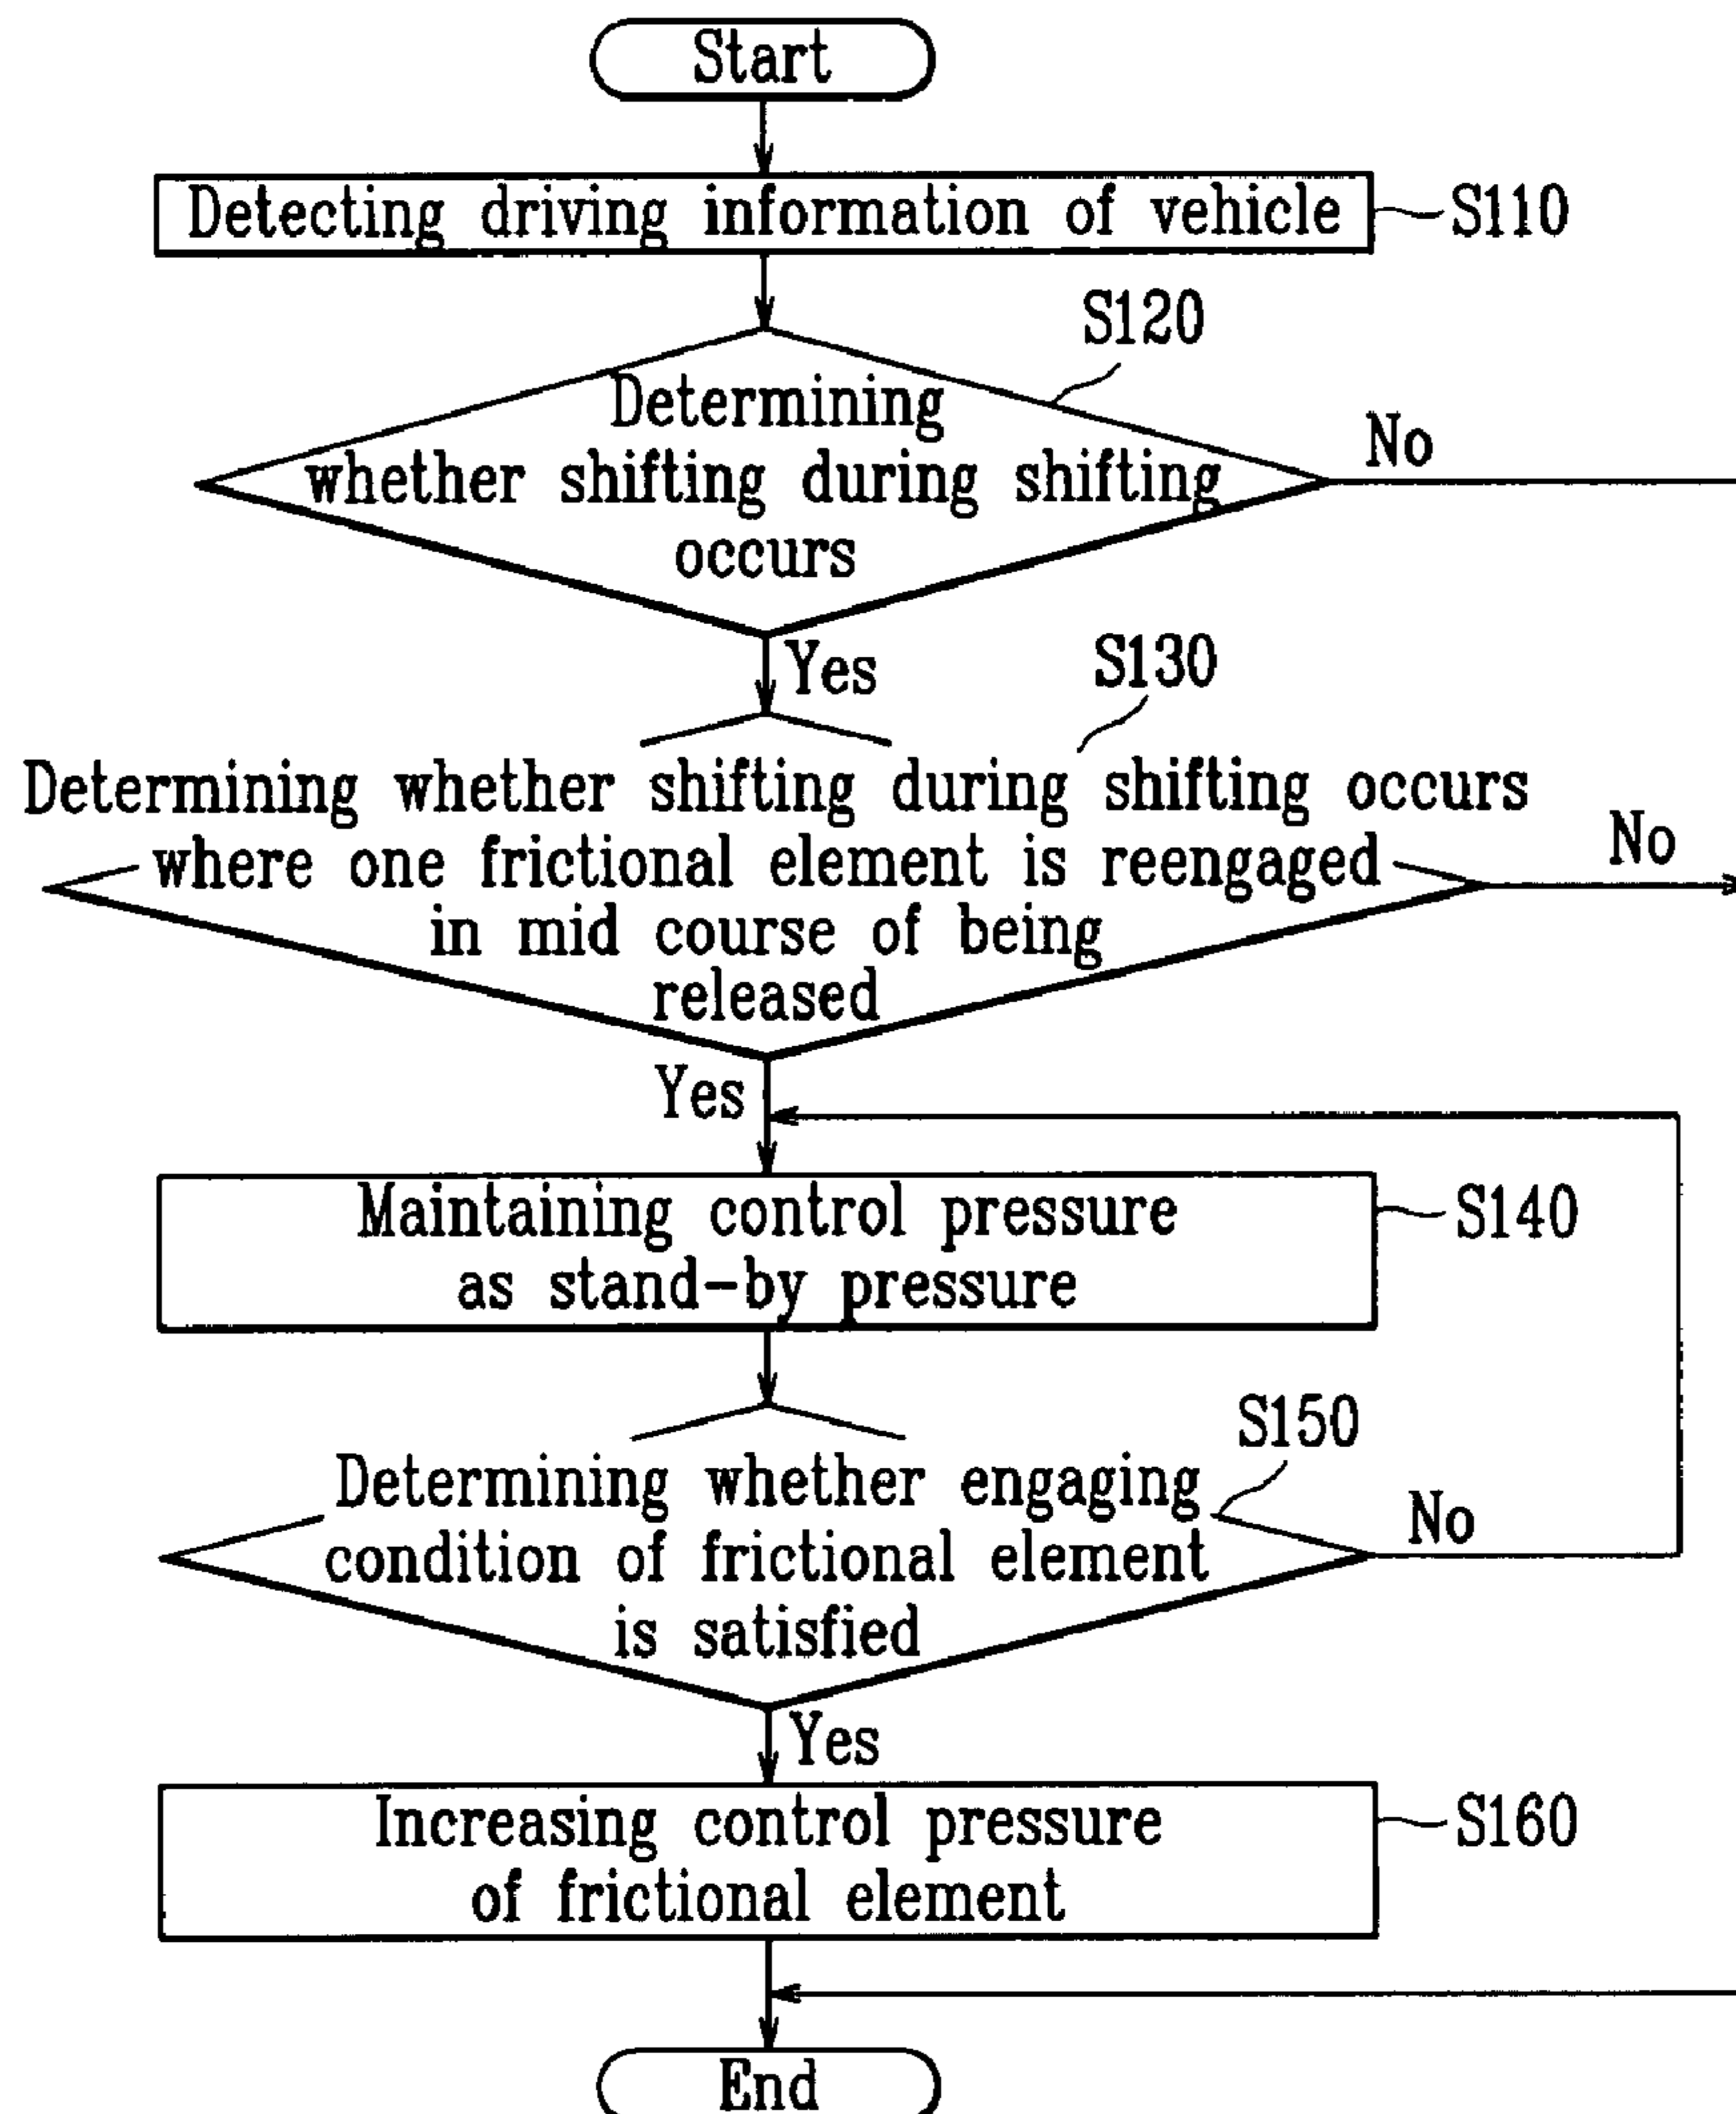 Start
Detecting driving information of vehicle
S110
S120
Determining
whether shifting during shifting
occurs
No
Yes
S130
Determining whether shifting during shifting occurs
where one frictional element is reengaged
in mid course of being
released
No
Yes
Maintaining control pressure
as stand-by pressure
S140
S150
Determining whether engaging
condition of frictional element
is satisfied
No
Yes
Increasing control pressure
of frictional element
S160
End